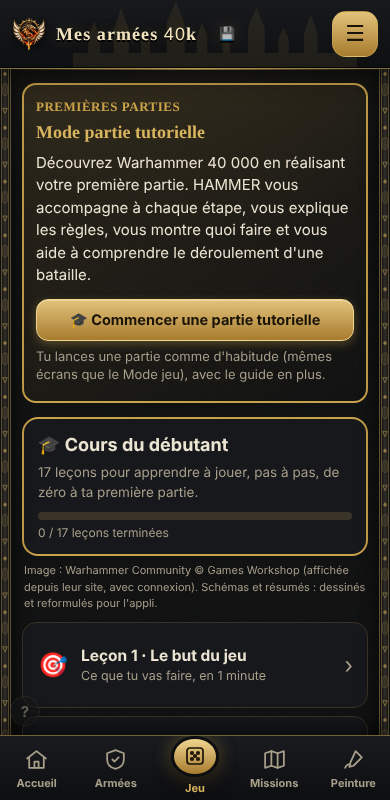 Mes armées 40k
PREMIÈRES PARTIES
Mode partie tutorielle
Découvrez Warhammer 40 000 en réalisant
votre première partie. HAMMER vous
accompagne à chaque étape, vous explique
les règles, vous montre quoi faire et vous
aide à comprendre le déroulement d'une
bataille.
Commencer une partie tutorielle
Tu lances une partie comme d'habitude (mêmes
écrans que le Mode jeu), avec le guide en plus.
Cours du débutant
17 leçons pour apprendre à jouer, pas à pas, de
zéro à ta première partie.
0 / 17 leçons terminées
Image : Warhammer Community © Games Workshop (affichée
depuis leur site, avec connexion). Schémas et résumés : dessinés
et reformulés pour l'appli.
Leçon 1 · Le but du jeu
Ce que tu vas faire, en 1 minute
?
Accueil
Armées
Jeu
Missions
Peinture